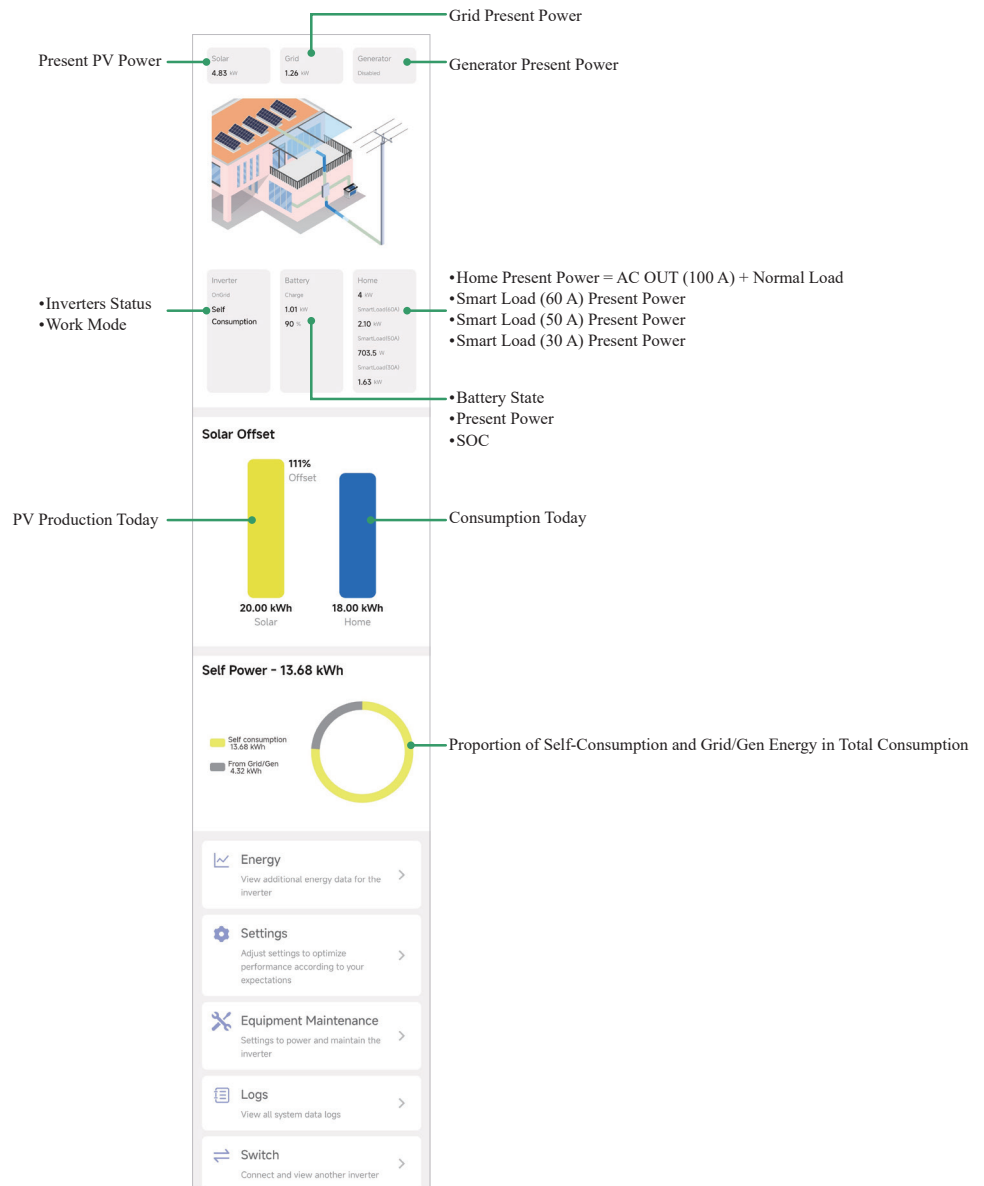 Grid Present Power
Present PV Power
Generator Present Power
Solar
4.83 kW
Grid
1.26 kW
Generator
Disabled
•Inverters Status
•Work Mode
Inverter
OnGrid
Self
Consumption
Battery
Charge
1.01 kW
90 %
Home
4 kW
SmartLoad(60A)
2.10 kW
SmartLoad(50A)
703.5 W
SmartLoad(30A)
1.63 kW
•Home Present Power = AC OUT (100 A) + Normal Load
•Smart Load (60 A) Present Power
•Smart Load (50 A) Present Power
•Smart Load (30 A) Present Power
•Battery State
•Present Power
•SOC
Solar Offset
111%
Offset
PV Production Today
Consumption Today
20.00 kWh
Solar
18.00 kWh
Home
Self Power - 13.68 kWh
Self consumption
13.68 kWh
From Grid/Gen
4.32 kWh
Proportion of Self-Consumption and Grid/Gen Energy in Total Consumption
Energy
View additional energy data for the
inverter
Settings
Adjust settings to optimize
performance according to your
expectations
Equipment Maintenance
Settings to power and maintain the
inverter
Logs
View all system data logs
Switch
Connect and view another inverter